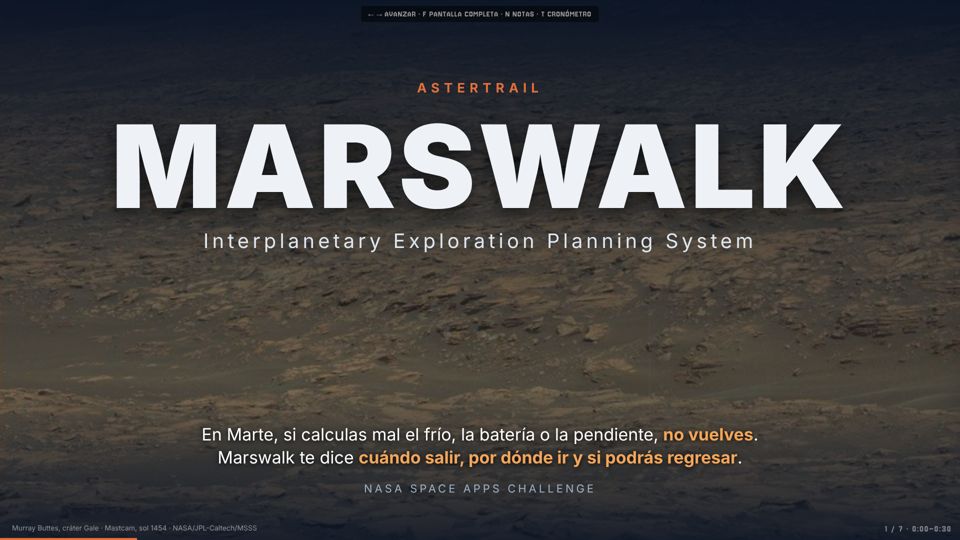 ←→ AVANZAR · F PANTALLA COMPLETA · N NOTAS · T CRONÓMETRO
ASTERTRAIL
MARSWALK
Interplanetary Exploration Planning System
En Marte, si calculas mal el frío, la batería o la pendiente, no vuelves.
Marswalk te dice cuándo salir, por dónde ir y si podrás regresar.
NASA SPACE APPS CHALLENGE
Murray Buttes, cráter Gale · Mastcam, sol 1454 · NASA/JPL-Caltech/MSSS
1 / 7 · 0:00–0:30